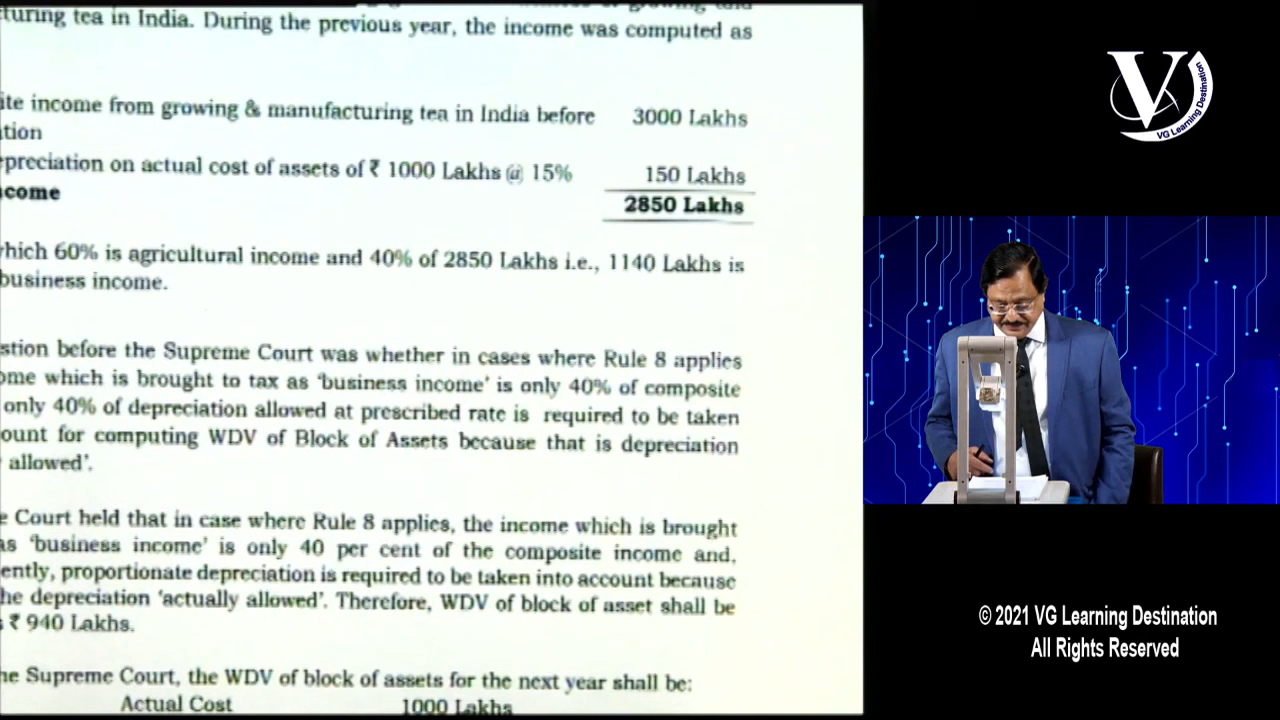 turing tea in India. During the previous year, the income was computed as
ite income from growing & manufacturing tea in India before 3000 Lakhs
ation
preciation on actual cost of assets of ₹ 1000 Lakhs @ 15% 150 Lakhs
come 2850 Lakhs
which 60% is agricultural income and 40% of 2850 Lakhs i.e., 1140 Lakhs is
business income.
stion before the Supreme Court was whether in cases where Rule 8 applies
ome which is brought to tax as 'business income' is only 40% of composite
only 40% of depreciation allowed at prescribed rate is required to be taken
ount for computing WDV of Block of Assets because that is depreciation
allowed'.
e Court held that in case where Rule 8 applies, the income which is brought
as 'business income' is only 40 per cent of the composite income and,
ently, proportionate depreciation is required to be taken into account because
he depreciation 'actually allowed'. Therefore, WDV of block of asset shall be
₹ 940 Lakhs.
he Supreme Court, the WDV of block of assets for the next year shall be:
Actual Cost 1000 Lakhs
V
VG Learning Destination
© 2021 VG Learning Destination
All Rights Reserved